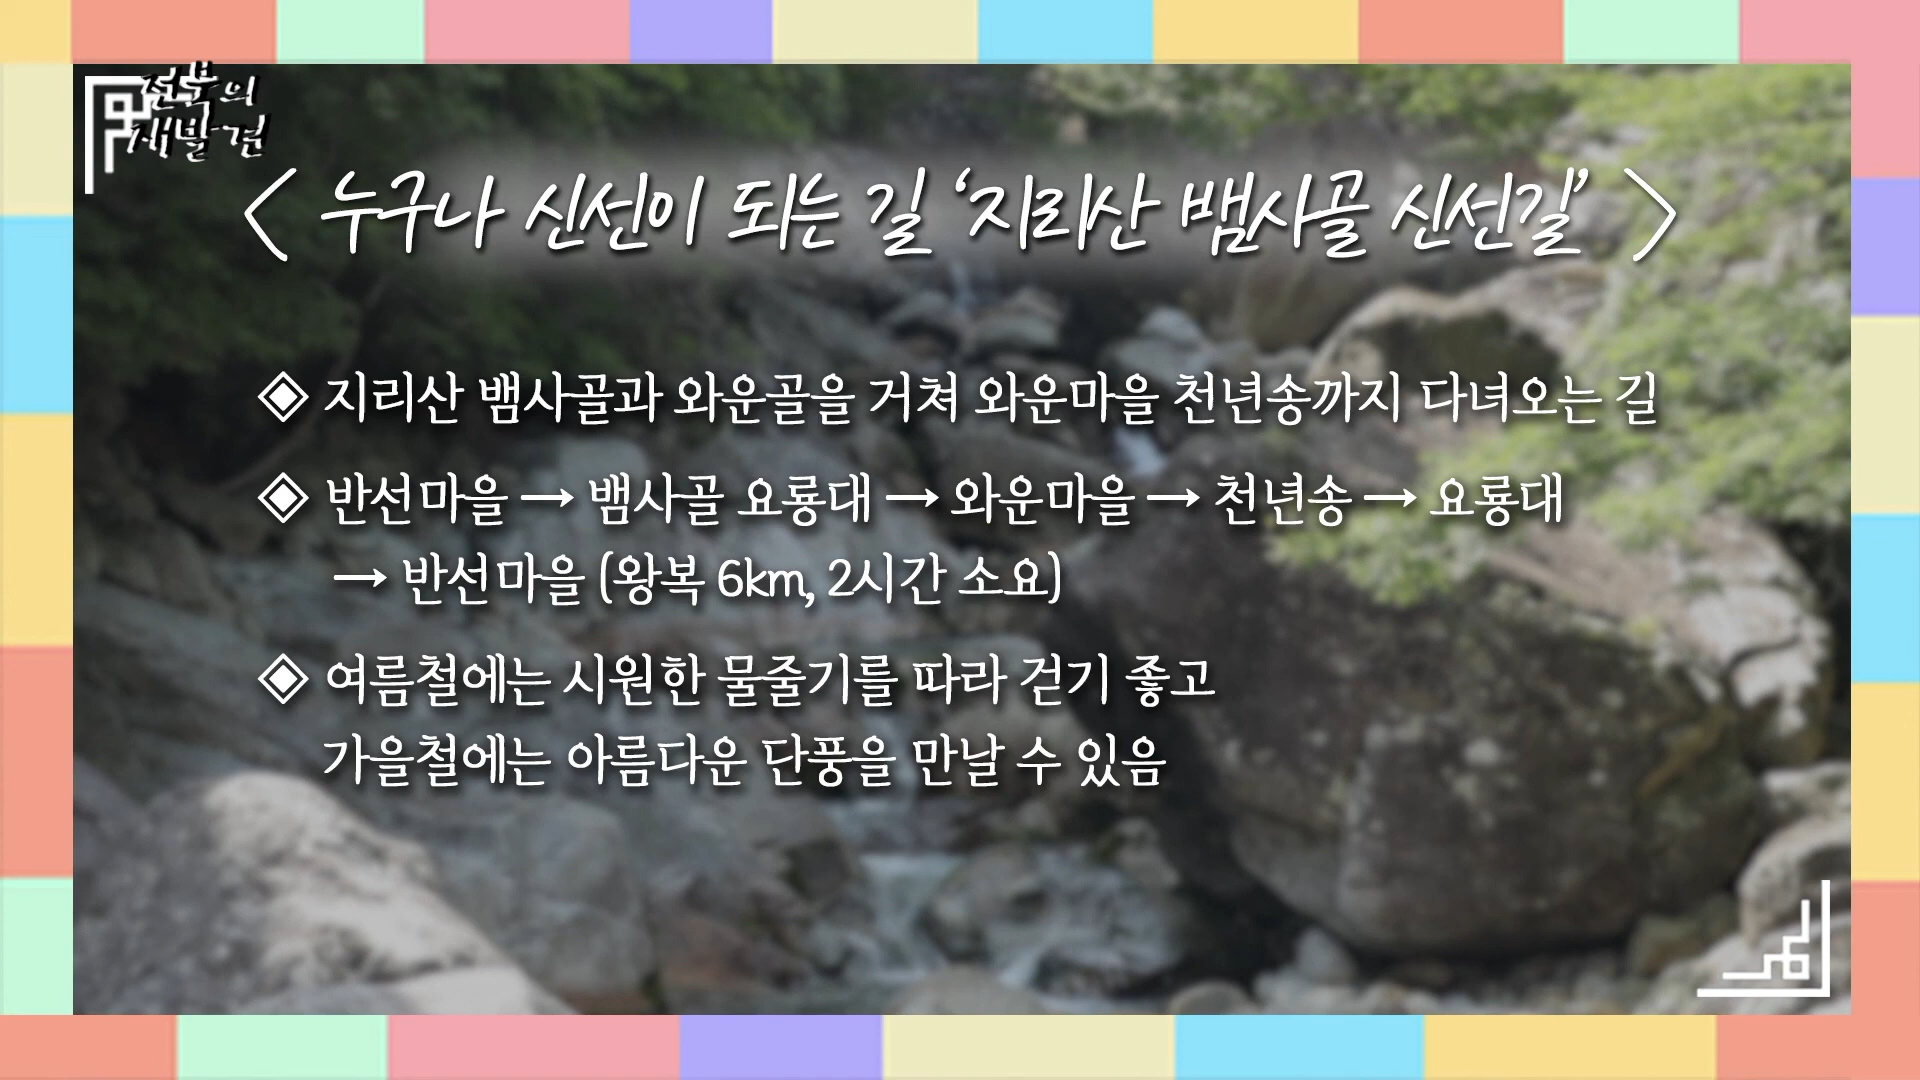 전북의
재발견
< 누구나 신선이 되는 길 ‘지리산 뱀사골 신선길’ >
◈ 지리산 뱀사골과 와운골을 거쳐 와운마을 천년송까지 다녀오는 길
◈ 반선마을 → 뱀사골 요룡대 → 와운마을 → 천년송 → 요룡대
→ 반선마을 (왕복 6km, 2시간 소요)
◈ 여름철에는 시원한 물줄기를 따라 걷기 좋고
가을철에는 아름다운 단풍을 만날 수 있음